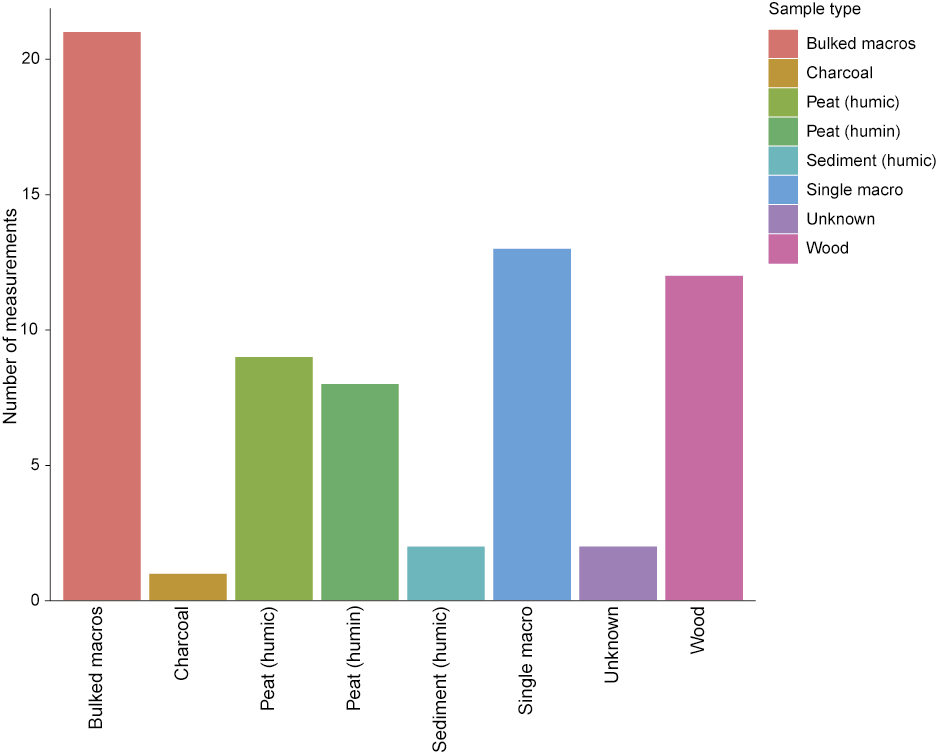 Sample type
Bulked macros
Charcoal
Peat (humic)
Peat (humin)
Sediment (humic)
Single macro
Unknown
Wood
Number of measurements
20
15
10
5
0
Bulked macros
Charcoal
Peat (humic)
Peat (humin)
Sediment (humic)
Single macro
Unknown
Wood